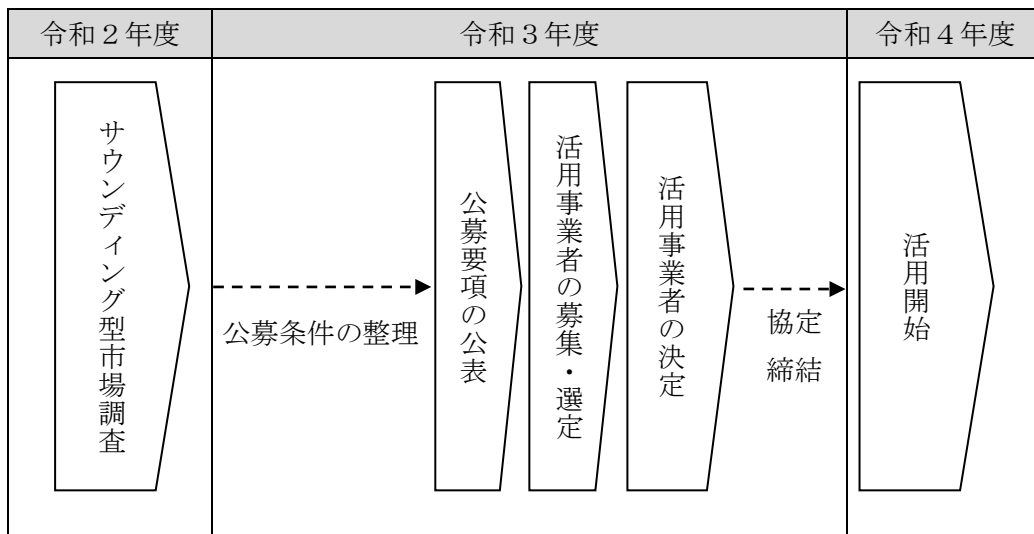 令和２年度
令和３年度
令和４年度
サウンディング型市場調査
公募条件の整理
公募要項の公表
活用事業者の募集・選定
活用事業者の決定
協定
締結
活用開始